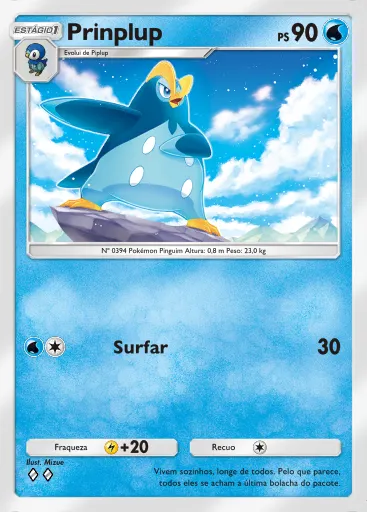 ESTÁGIO 1
Prinplup
PS 90
Evolui de Piplup
Nº 0394 Pokémon Pinguim Altura: 0,8 m Peso: 23,0 kg
Surfar 30
Fraqueza +20 Recuo
Ilust. Mizue
Vivem sozinhos, longe de todos. Pelo que parece,
todos eles se acham a última bolacha do pacote.